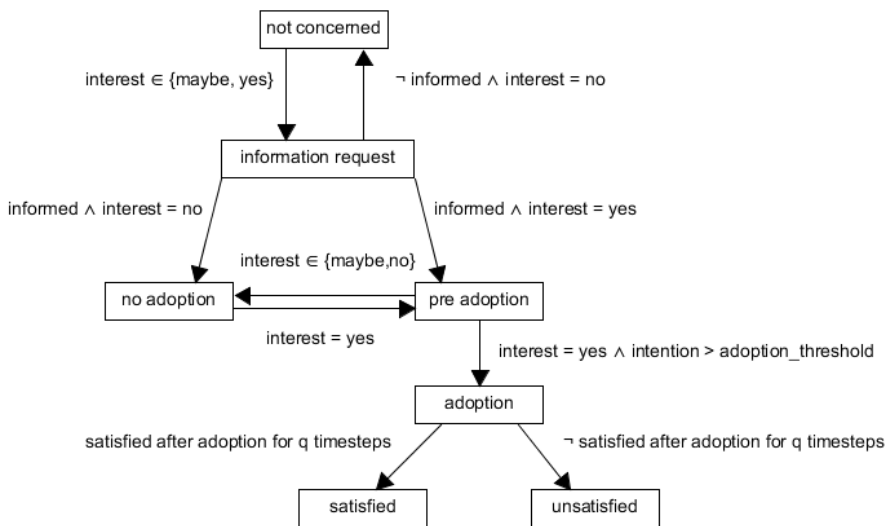 not concerned
interest ∈ {maybe, yes}
¬ informed ∧ interest = no
information request
informed ∧ interest = no
informed ∧ interest = yes
interest ∈ {maybe,no}
no adoption
pre adoption
interest = yes
interest = yes ∧ intention > adoption_threshold
adoption
satisfied after adoption for q timesteps
¬ satisfied after adoption for q timesteps
satisfied
unsatisfied